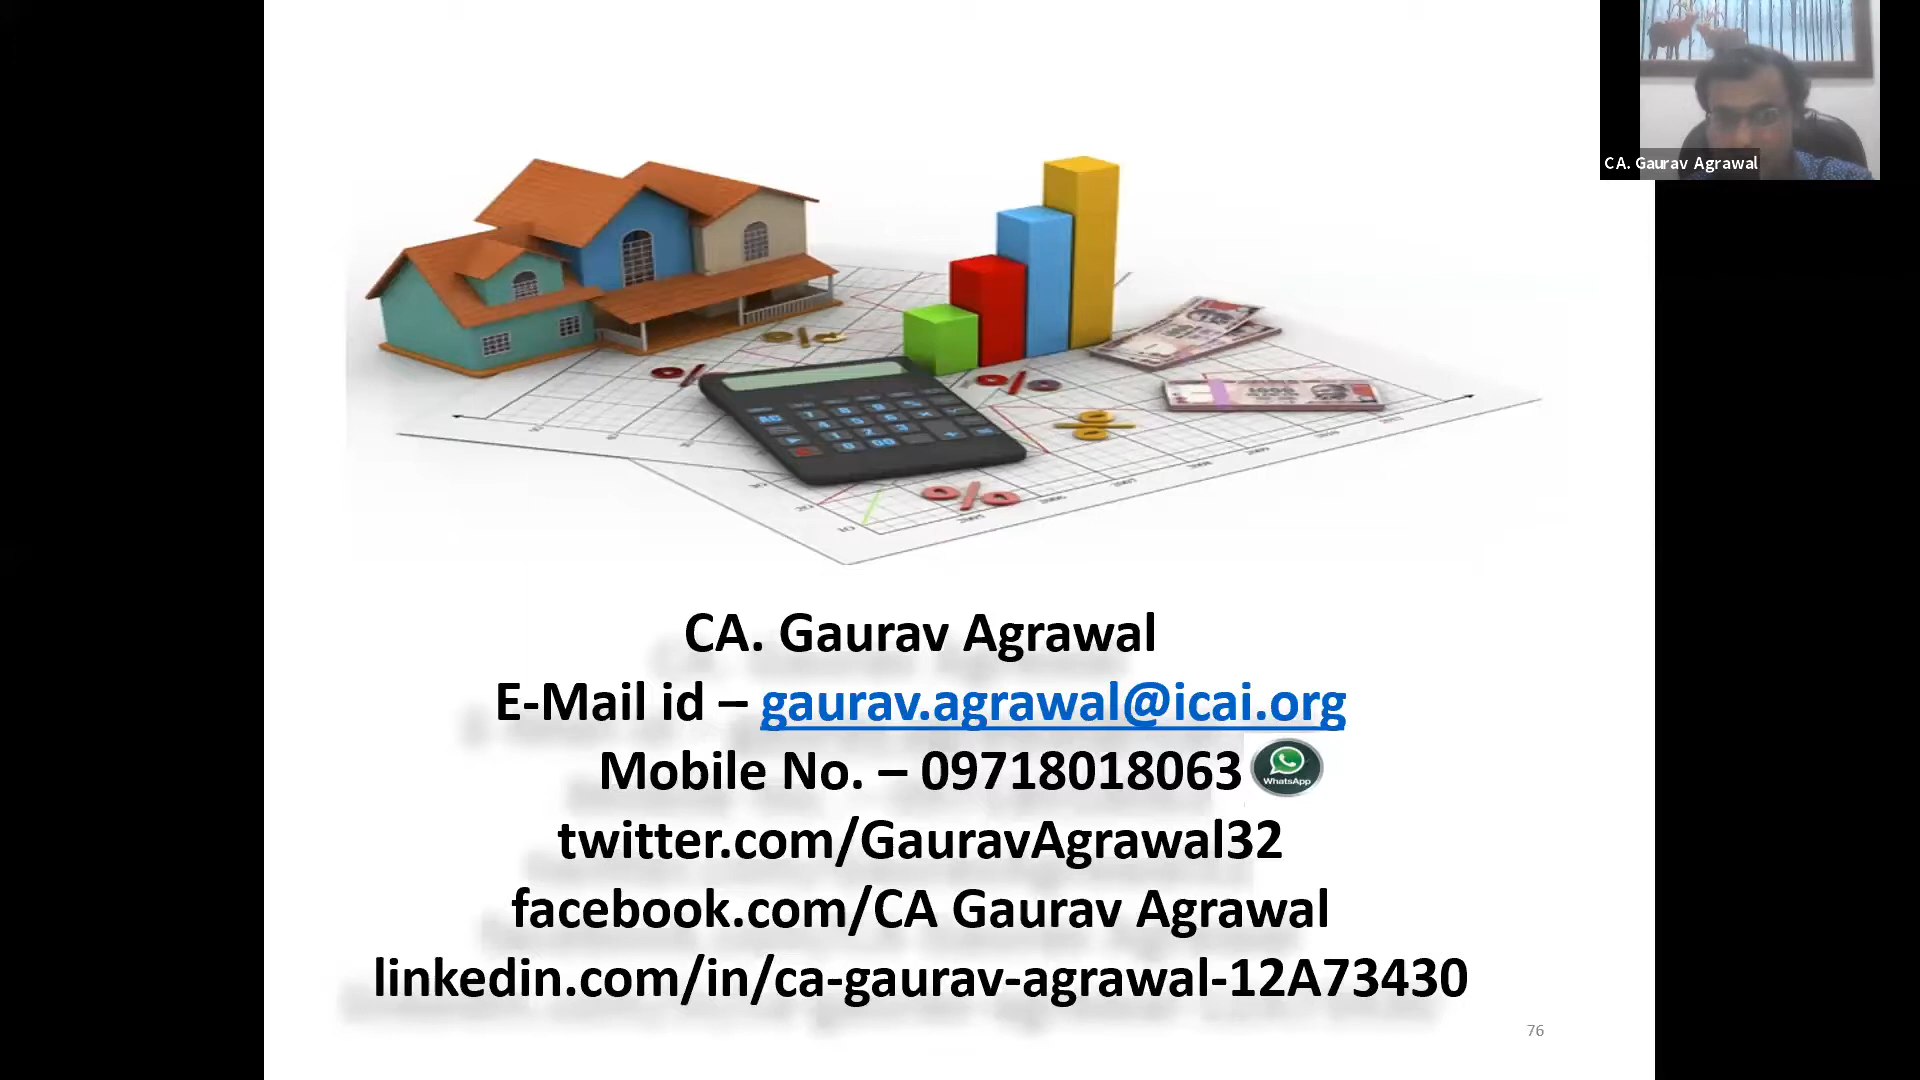 CA. Gaurav Agrawal
CA. Gaurav Agrawal
E-Mail id – gaurav.agrawal@icai.org
Mobile No. – 09718018063
WhatsApp
twitter.com/GauravAgrawal32
facebook.com/CA Gaurav Agrawal
linkedin.com/in/ca-gaurav-agrawal-12A73430
76